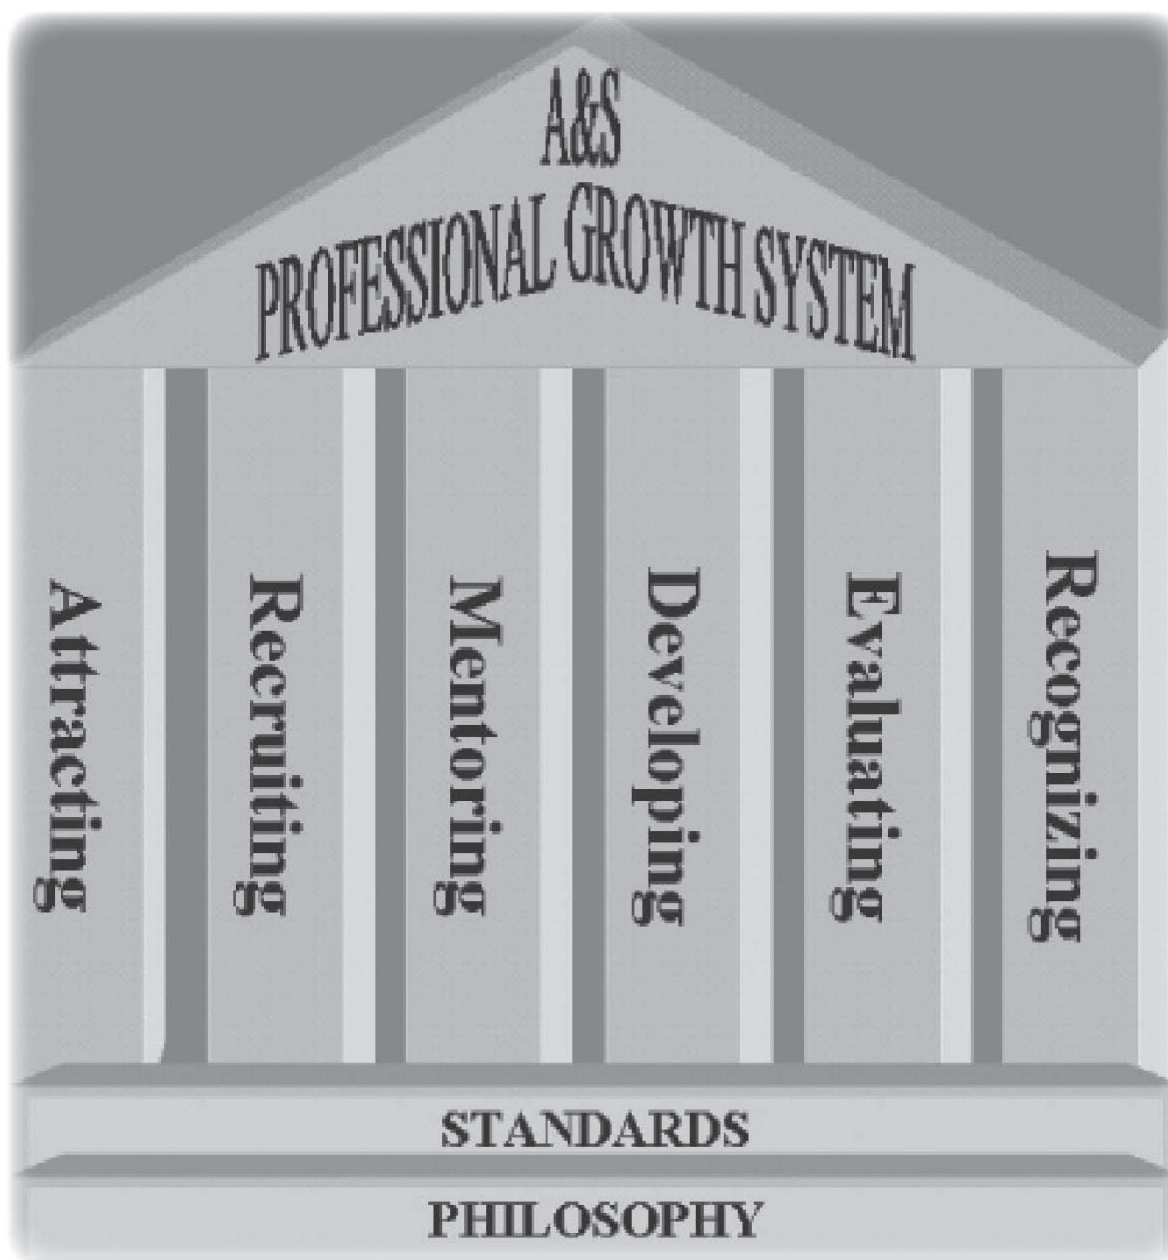 A&S
PROFESSIONAL GROWTH SYSTEM
Attracting
Recruiting
Mentoring
Developing
Evaluating
Recognizing
STANDARDS
PHILOSOPHY